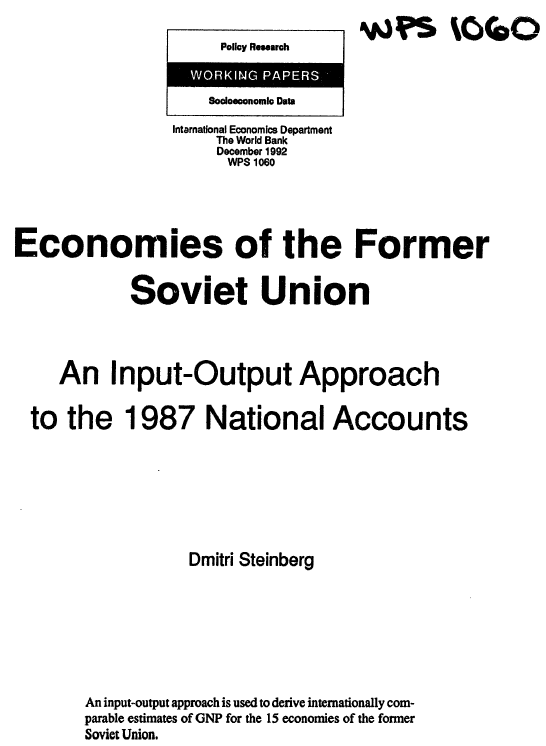 WPS 1060
Policy Research
WORKING PAPERS
Socioeconomic Data
International Economics Department
The World Bank
December 1992
WPS 1060
Economies of the Former
Soviet Union
An Input-Output Approach
to the 1987 National Accounts
Dmitri Steinberg
An input-output approach is used to derive internationally com-
parable estimates of GNP for the 15 economies of the former
Soviet Union.